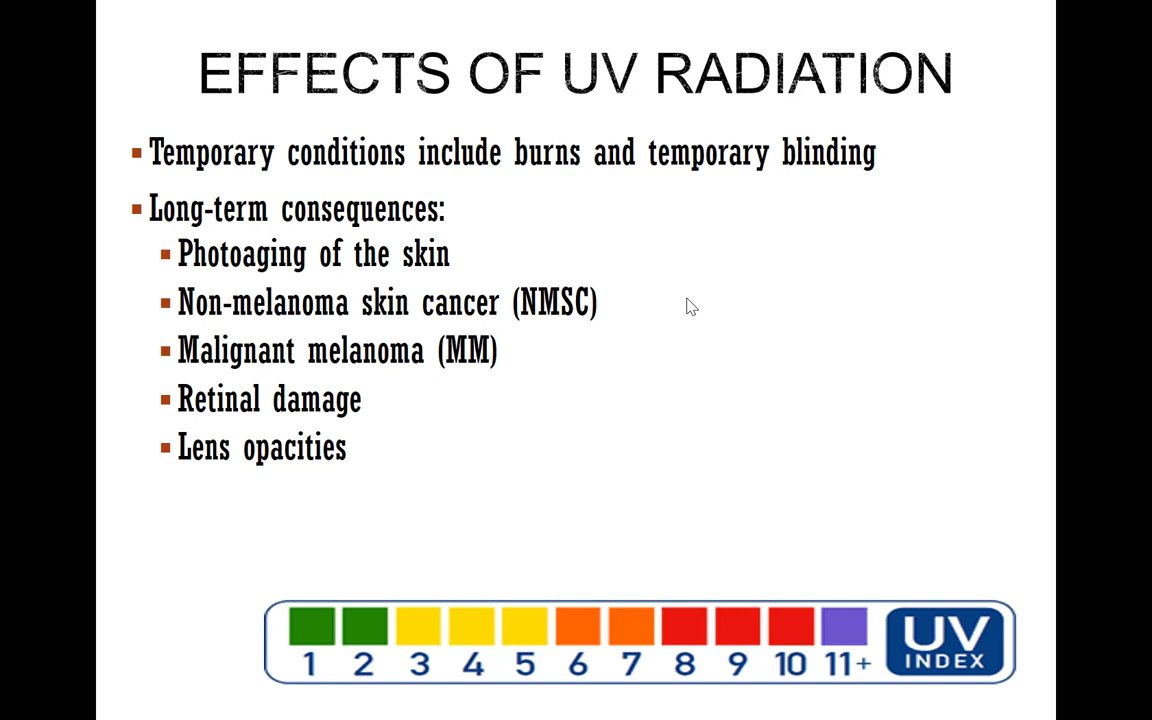 EFFECTS OF UV RADIATION
Temporary conditions include burns and temporary blinding
Long-term consequences:
Photoaging of the skin
Non-melanoma skin cancer (NMSC)
Malignant melanoma (MM)
Retinal damage
Lens opacities
1 2 3 4 5 6 7 8 9 10 11+
UV
INDEX